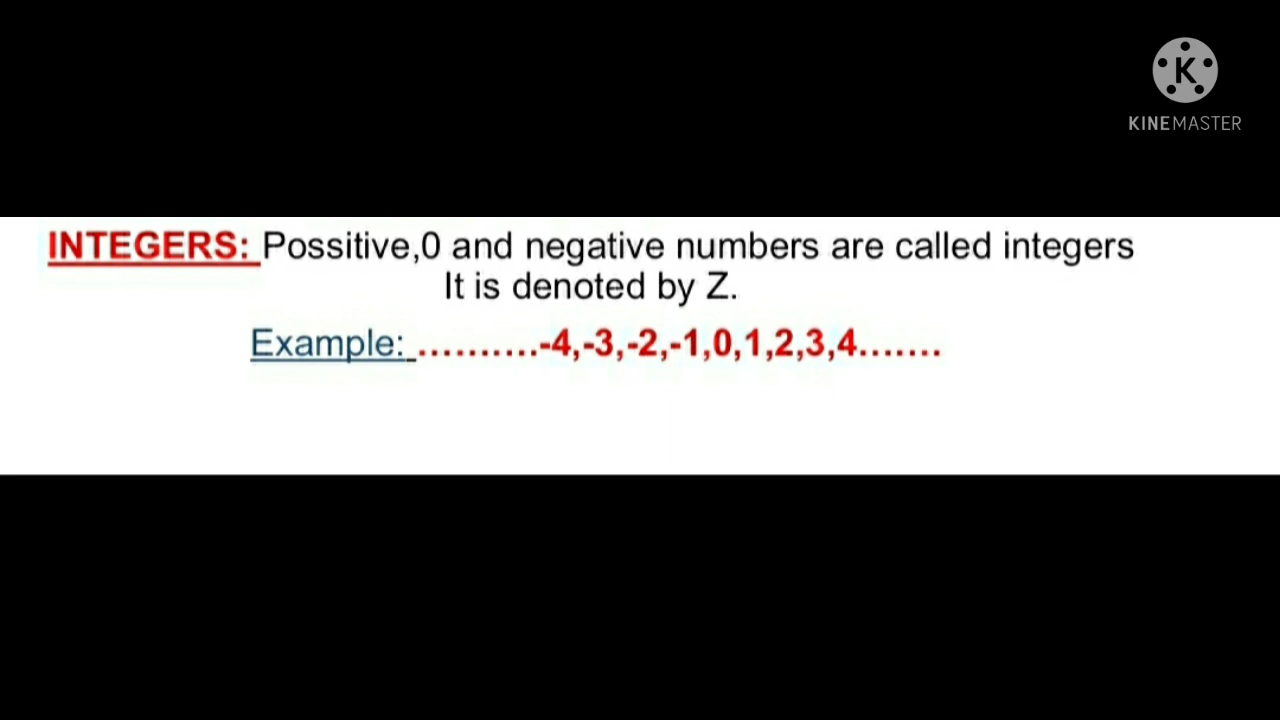 K
KINEMASTER
INTEGERS: Possitive,0 and negative numbers are called integers
It is denoted by Z.
Example: ..........-4,-3,-2,-1,0,1,2,3,4.......